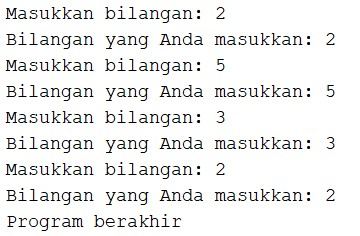 Masukkan bilangan: 2
Bilangan yang Anda masukkan: 2
Masukkan bilangan: 5
Bilangan yang Anda masukkan: 5
Masukkan bilangan: 3
Bilangan yang Anda masukkan: 3
Masukkan bilangan: 2
Bilangan yang Anda masukkan: 2
Program berakhir